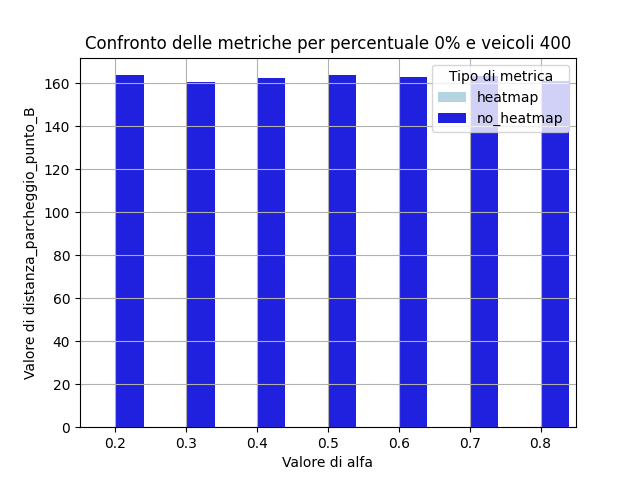 Confronto delle metriche per percentuale 0% e veicoli 400
Valore di distanza_parcheggio_punto_B
160
140
120
100
80
60
40
20
0
Tipo di metrica
heatmap
no_heatmap
0.2 0.3 0.4 0.5 0.6 0.7 0.8
Valore di alfa